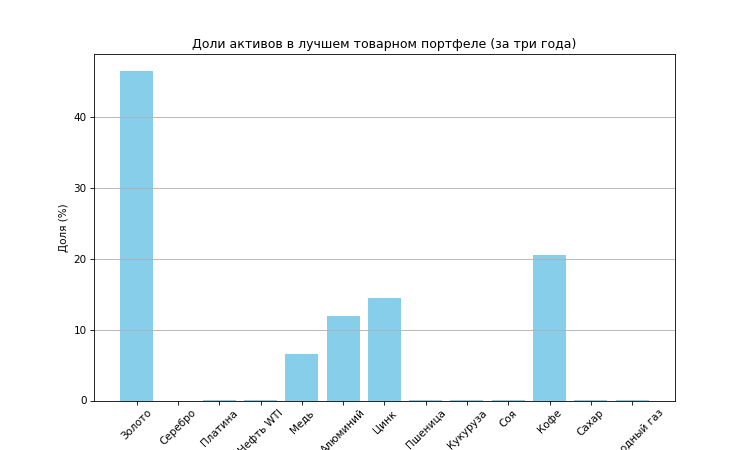 Доли активов в лучшем товарном портфеле (за три года)
Доля (%)
40
30
20
10
0
Золото
Серебро
Платина
Нефть WTI
Медь
Алюминий
Цинк
Пшеница
Кукуруза
Соя
Кофе
Сахар
одный газ